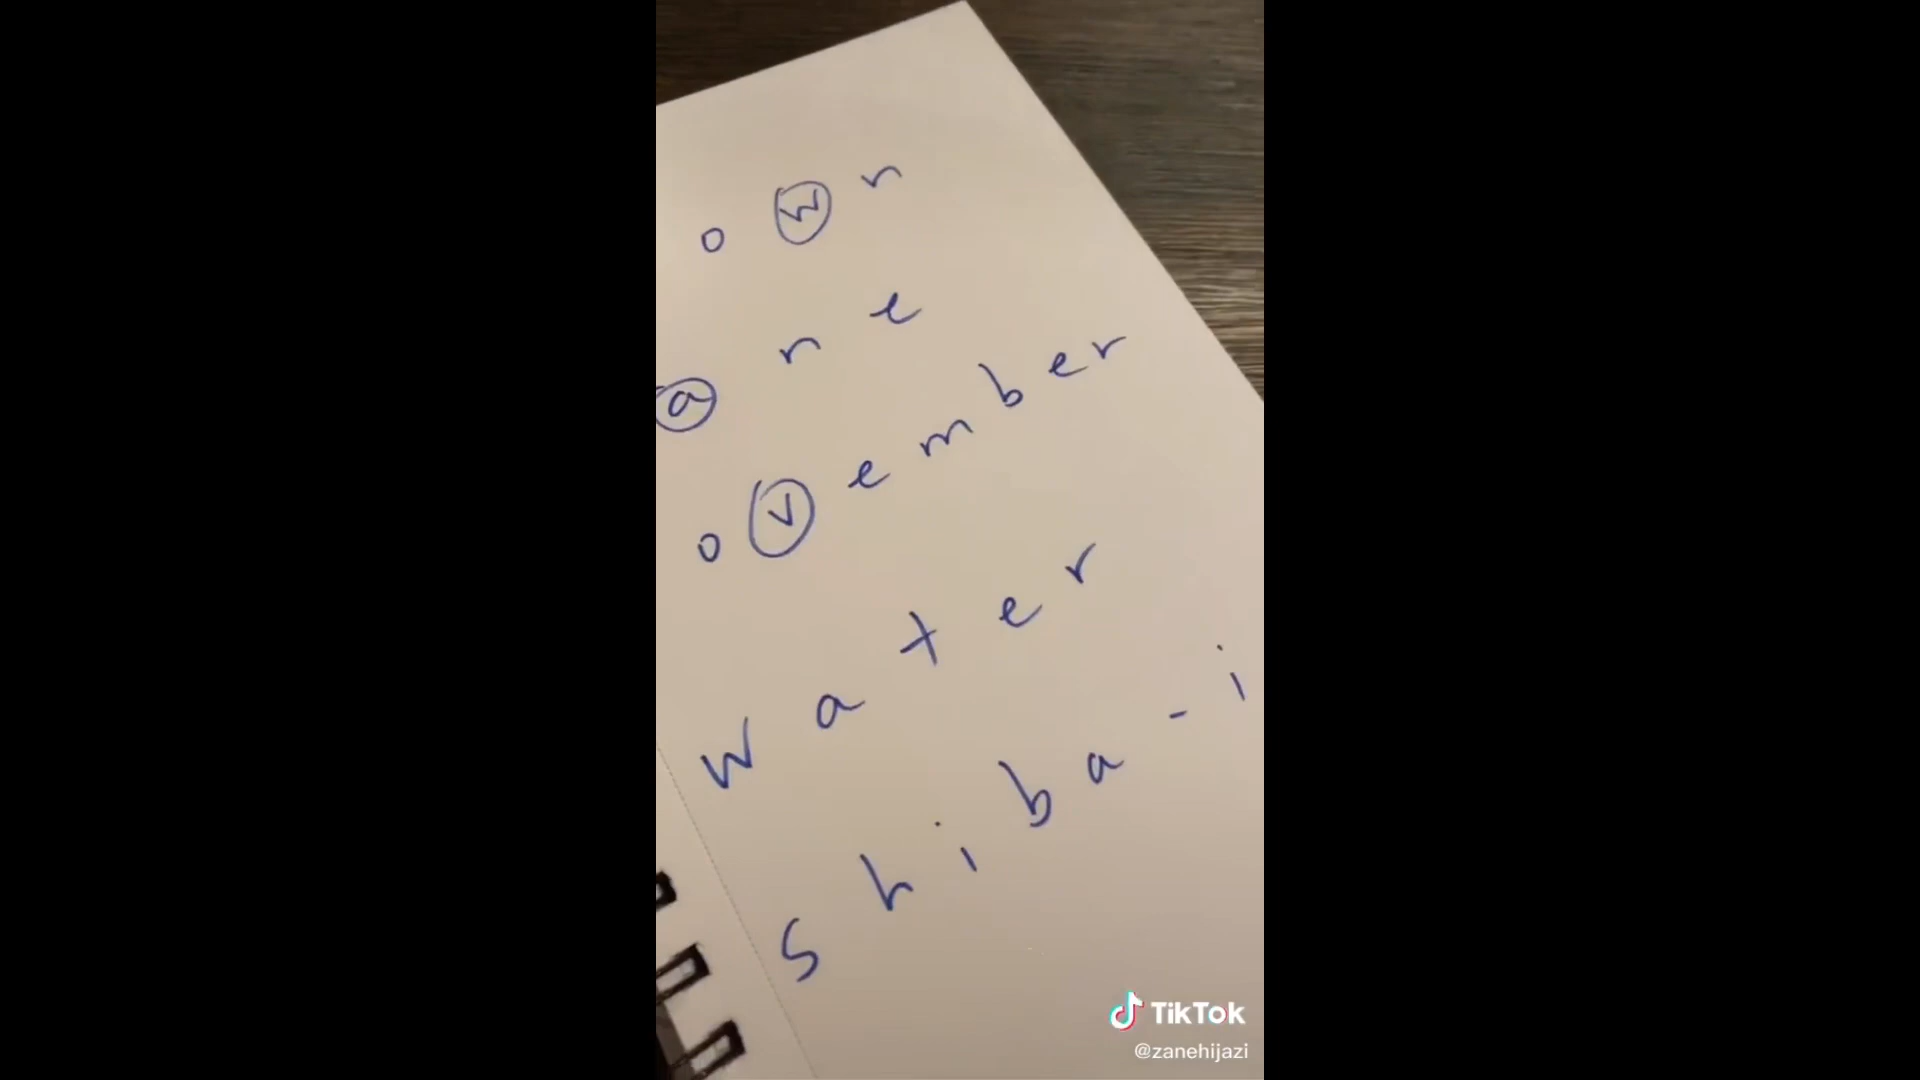 o w n
a n e
o v e m b e r
w a t e r
s h i b a - i
TikTok
@zanehijazi